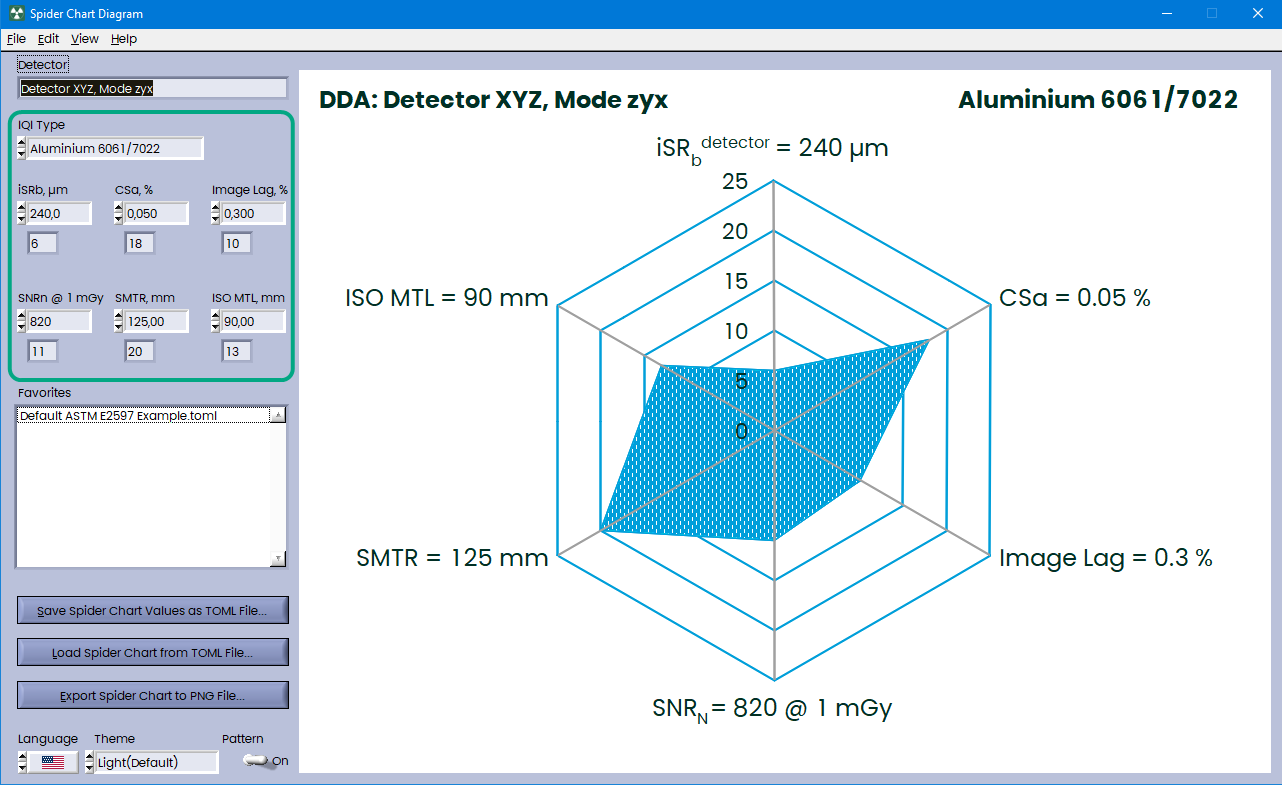 Spider Chart Diagram
File Edit View Help
Detector
Detector XYZ, Mode zyx
IQI Type
Aluminium 6061/7022
iSRb, µm CSa, % Image Lag, %
240,0 0,050 0,300
6 18 10
SNRn @ 1 mGy SMTR, mm ISO MTL, mm
820 125,00 90,00
11 20 13
Favorites
Default ASTM E2597 Example.toml
Save Spider Chart Values as TOML File...
Load Spider Chart from TOML File...
Export Spider Chart to PNG File...
Language Theme Pattern
Light(Default) On
DDA: Detector XYZ, Mode zyx Aluminium 6061/7022
iSRb detector = 240 µm
25
20
15
10
5
0
ISO MTL = 90 mm CSa = 0.05 %
SMTR = 125 mm Image Lag = 0.3 %
SNRN = 820 @ 1 mGy